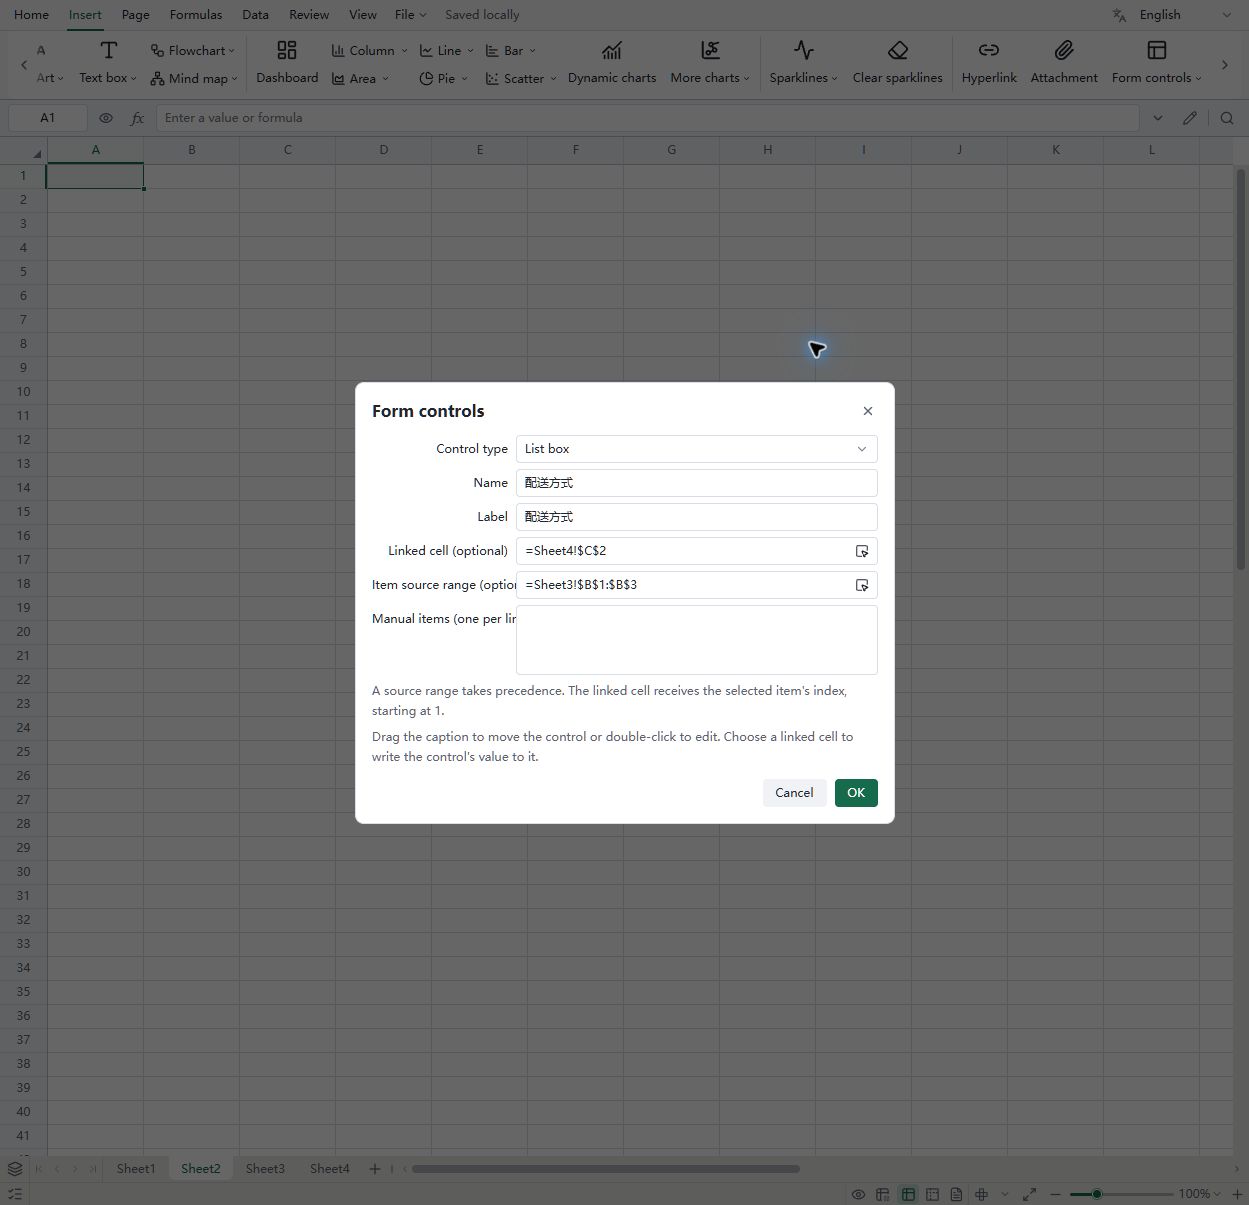 Home Insert Page Formulas Data Review View File Saved locally English
A Flowchart Column Line Bar
Art Text box Mind map Dashboard Area Pie Scatter Dynamic charts More charts Sparklines Clear sparklines Hyperlink Attachment Form controls
A1 fx Enter a value or formula
A B C D E F G H I J K L
1
2
3
4
5
6
7
8
9
10
11
12
13
14
15
16
17
18
19
20
21
22
23
24
25
26
27
28
29
30
31
32
33
34
35
36
37
38
39
40
41
Form controls
Control type List box
Name 配送方式
Label 配送方式
Linked cell (optional) =Sheet4!$C$2
Item source range (option =Sheet3!$B$1:$B$3
Manual items (one per lin
A source range takes precedence. The linked cell receives the selected item's index,
starting at 1.
Drag the caption to move the control or double-click to edit. Choose a linked cell to
write the control's value to it.
Cancel OK
Sheet1 Sheet2 Sheet3 Sheet4
100%